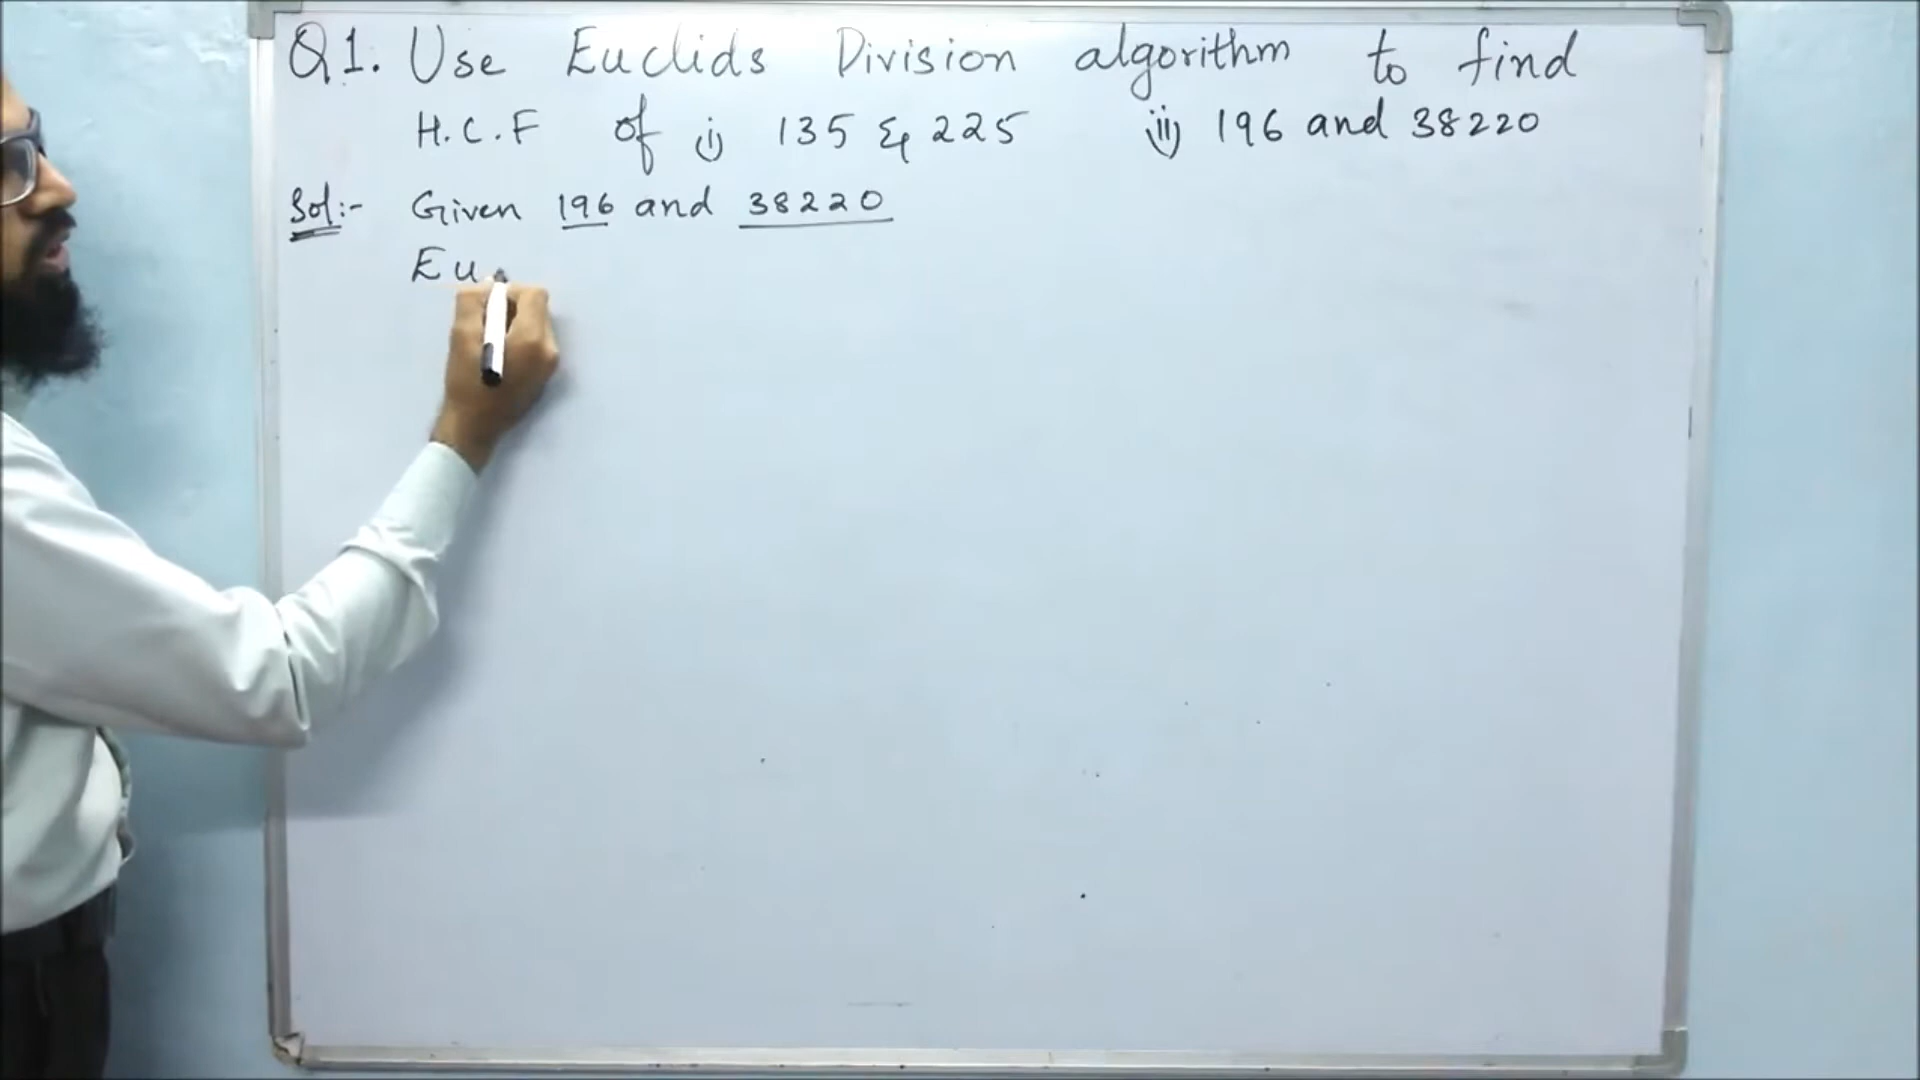 Q1. Use Euclids Division algorithm to find
H.C.F of i) 135 & 225 ii) 196 and 38220
Sol:- Given 196 and 38220
Eu